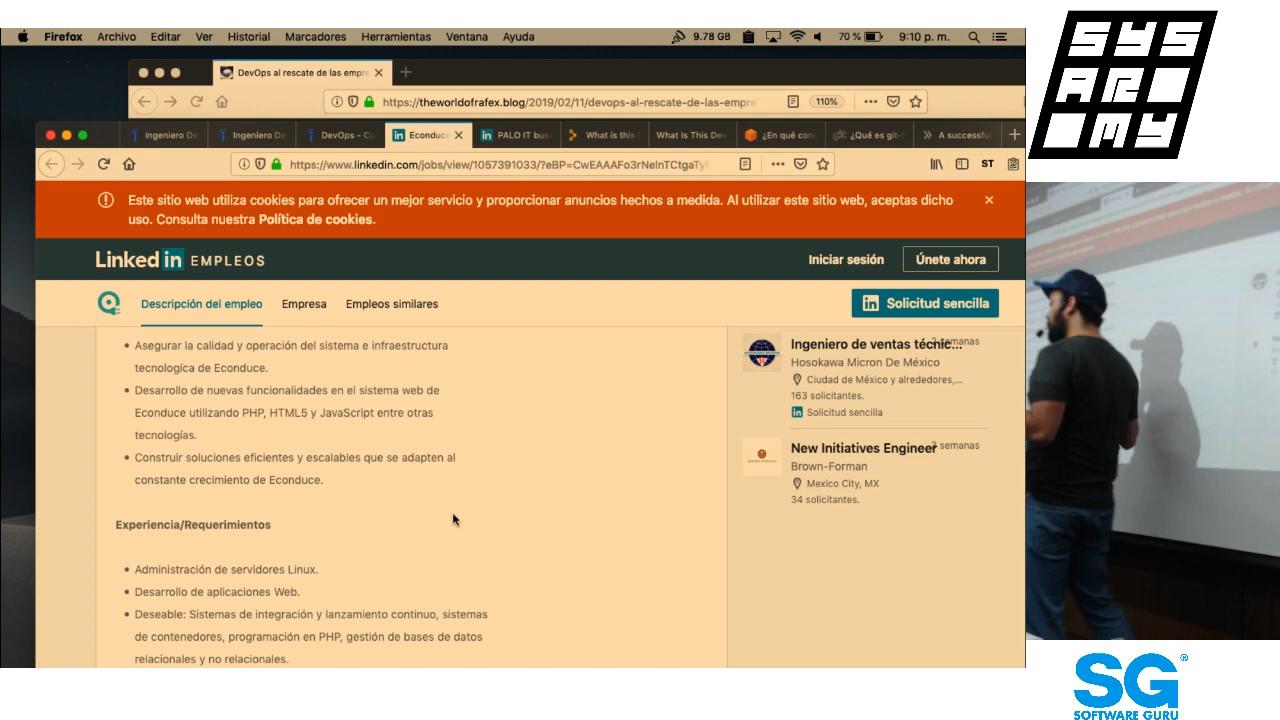 Firefox Archivo Editar Ver Historial Marcadores Herramientas Ventana Ayuda 9.78 GB 70 % 9:10 p. m.
DevOps al rescate de las empre
https://theworldofrafex.blog/2019/02/11/devops-al-rescate-de-las-empre 110%
Ingeniero De Ingeniero De DevOps - Cu Econduce PALO IT bus What is this What Is This Dev ¿En qué con ¿Qué es git- A successful
https://www.linkedin.com/jobs/view/1057391033/?eBP=CwEAAAFo3rNelnTCtgaTy ST
Este sitio web utiliza cookies para ofrecer un mejor servicio y proporcionar anuncios hechos a medida. Al utilizar este sitio web, aceptas dicho
uso. Consulta nuestra Política de cookies.
Linked in EMPLEOS Iniciar sesión Únete ahora
Descripción del empleo Empresa Empleos similares in Solicitud sencilla
• Asegurar la calidad y operación del sistema e infraestructura
tecnologíca de Econduce.
• Desarrollo de nuevas funcionalidades en el sistema web de
Econduce utilizando PHP, HTML5 y JavaScript entre otras
tecnologías.
• Construir soluciones eficientes y escalables que se adapten al
constante crecimiento de Econduce.
Experiencia/Requerimientos
• Administración de servidores Linux.
• Desarrollo de aplicaciones Web.
• Deseable: Sistemas de integración y lanzamiento continuo, sistemas
de contenedores, programación en PHP, gestión de bases de datos
relacionales y no relacionales.
Ingeniero de ventas técnic... semanas
Hosokawa Micron De México
Ciudad de México y alrededores,...
163 solicitantes.
Solicitud sencilla
New Initiatives Engineer semanas
Brown-Forman
Mexico City, MX
34 solicitantes.
SYS
AR
MY
SG®
SOFTWARE GURU